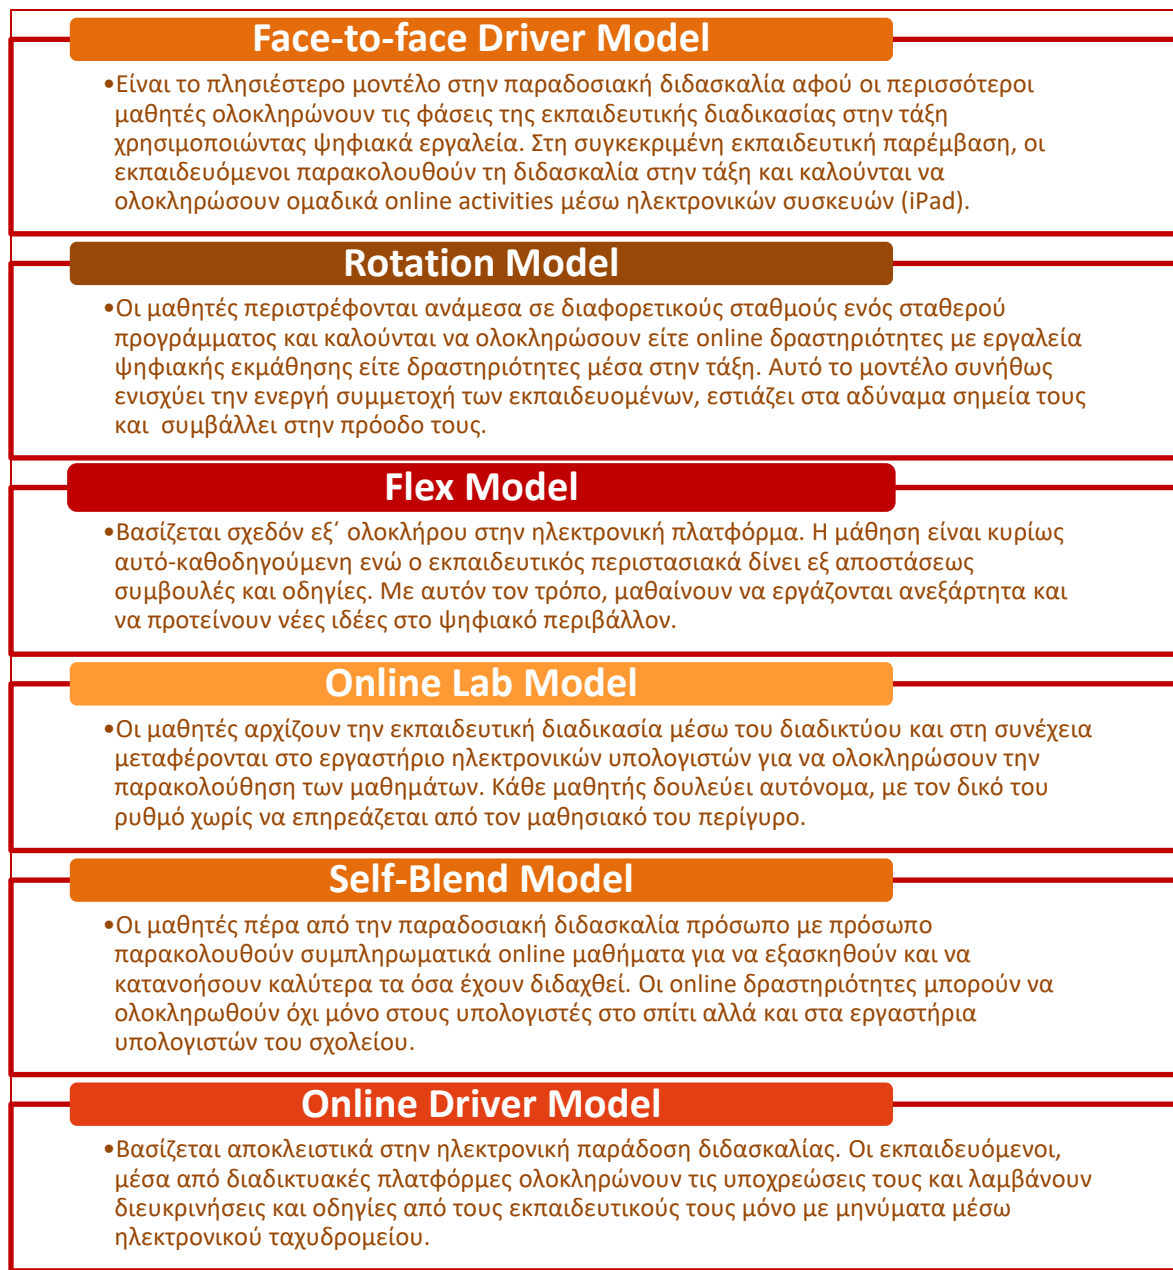 Face-to-face Driver Model
•Είναι το πλησιέστερο μοντέλο στην παραδοσιακή διδασκαλία αφού οι περισσότεροι
μαθητές ολοκληρώνουν τις φάσεις της εκπαιδευτικής διαδικασίας στην τάξη
χρησιμοποιώντας ψηφιακά εργαλεία. Στη συγκεκριμένη εκπαιδευτική παρέμβαση, οι
εκπαιδευόμενοι παρακολουθούν τη διδασκαλία στην τάξη και καλούνται να
ολοκληρώσουν ομαδικά online activities μέσω ηλεκτρονικών συσκευών (iPad).
Rotation Model
•Οι μαθητές περιστρέφονται ανάμεσα σε διαφορετικούς σταθμούς ενός σταθερού
προγράμματος και καλούνται να ολοκληρώσουν είτε online δραστηριότητες με εργαλεία
ψηφιακής εκμάθησης είτε δραστηριότητες μέσα στην τάξη. Αυτό το μοντέλο συνήθως
ενισχύει την ενεργή συμμετοχή των εκπαιδευομένων, εστιάζει στα αδύναμα σημεία τους
και  συμβάλλει στην πρόοδο τους.
Flex Model
•Βασίζεται σχεδόν εξ΄ ολοκλήρου στην ηλεκτρονική πλατφόρμα. Η μάθηση είναι κυρίως
αυτό-καθοδηγούμενη ενώ ο εκπαιδευτικός περιστασιακά δίνει εξ αποστάσεως
συμβουλές και οδηγίες. Με αυτόν τον τρόπο, μαθαίνουν να εργάζονται ανεξάρτητα και
να προτείνουν νέες ιδέες στο ψηφιακό περιβάλλον.
Online Lab Model
•Οι μαθητές αρχίζουν την εκπαιδευτική διαδικασία μέσω του διαδικτύου και στη συνέχεια
μεταφέρονται στο εργαστήριο ηλεκτρονικών υπολογιστών για να ολοκληρώσουν την
παρακολούθηση των μαθημάτων. Κάθε μαθητής δουλεύει αυτόνομα, με τον δικό του
ρυθμό χωρίς να επηρεάζεται από τον μαθησιακό του περίγυρο.
Self-Blend Model
•Οι μαθητές πέρα από την παραδοσιακή διδασκαλία πρόσωπο με πρόσωπο
παρακολουθούν συμπληρωματικά online μαθήματα για να εξασκηθούν και να
κατανοήσουν καλύτερα τα όσα έχουν διδαχθεί. Οι online δραστηριότητες μπορούν να
ολοκληρωθούν όχι μόνο στους υπολογιστές στο σπίτι αλλά και στα εργαστήρια
υπολογιστών του σχολείου.
Online Driver Model
•Βασίζεται αποκλειστικά στην ηλεκτρονική παράδοση διδασκαλίας. Οι εκπαιδευόμενοι,
μέσα από διαδικτυακές πλατφόρμες ολοκληρώνουν τις υποχρεώσεις τους και λαμβάνουν
διευκρινήσεις και οδηγίες από τους εκπαιδευτικούς τους μόνο με μηνύματα μέσω
ηλεκτρονικού ταχυδρομείου.